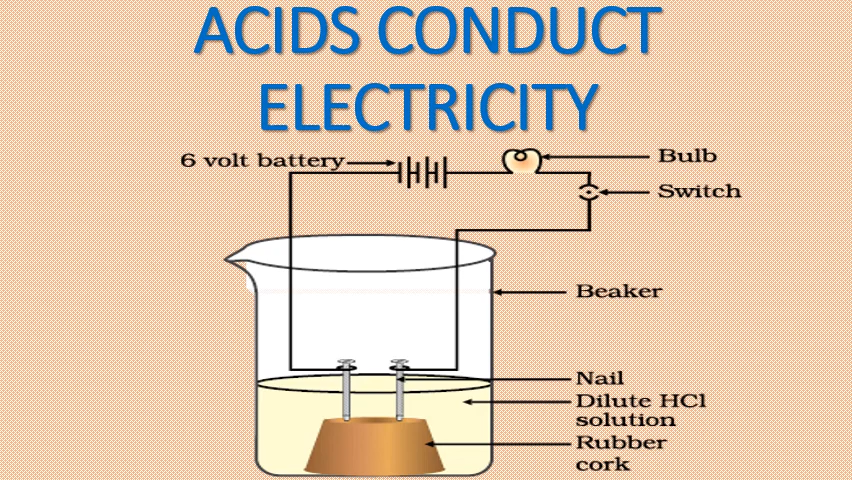 ACIDS CONDUCT
ELECTRICITY
6 volt battery
Bulb
Switch
Beaker
Nail
Dilute HCl
solution
Rubber
cork